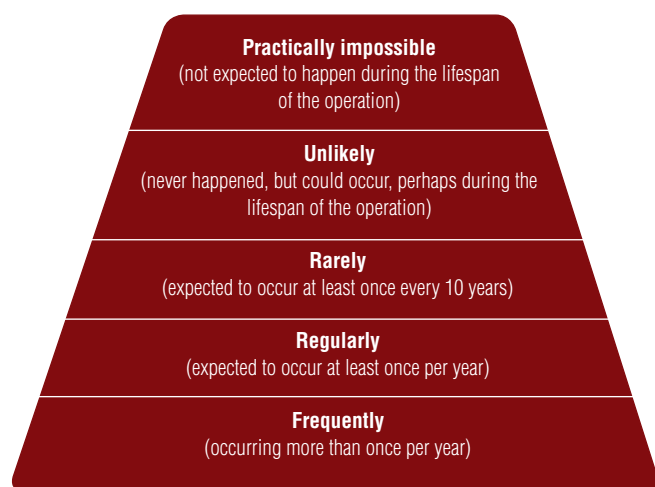 Practically impossible
(not expected to happen during the lifespan
of the operation)
Unlikely
(never happened, but could occur, perhaps during the
lifespan of the operation)
Rarely
(expected to occur at least once every 10 years)
Regularly
(expected to occur at least once per year)
Frequently
(occurring more than once per year)